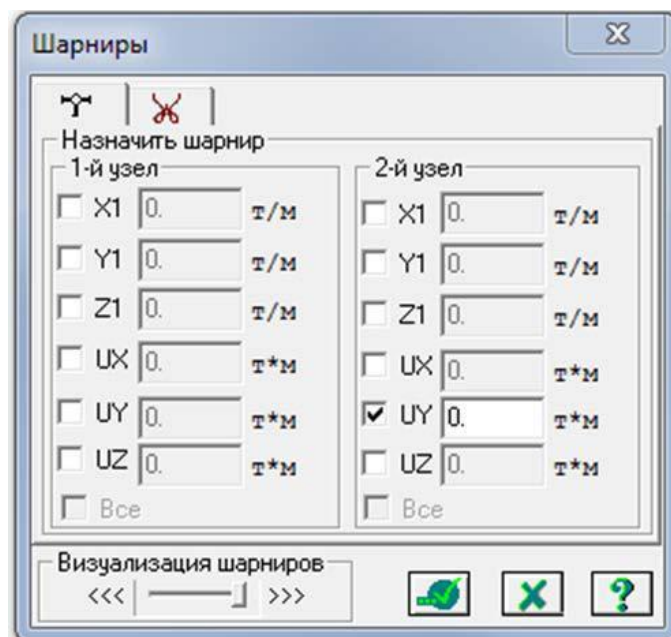 Шарниры
Назначить шарнир
1-й узел
X1 0. т/м
Y1 0. т/м
Z1 0. т/м
UX 0. т*м
UY 0. т*м
UZ 0. т*м
Все
2-й узел
X1 0. т/м
Y1 0. т/м
Z1 0. т/м
UX 0. т*м
UY 0. т*м
UZ 0. т*м
Все
Визуализация шарниров
<<< >>>
?